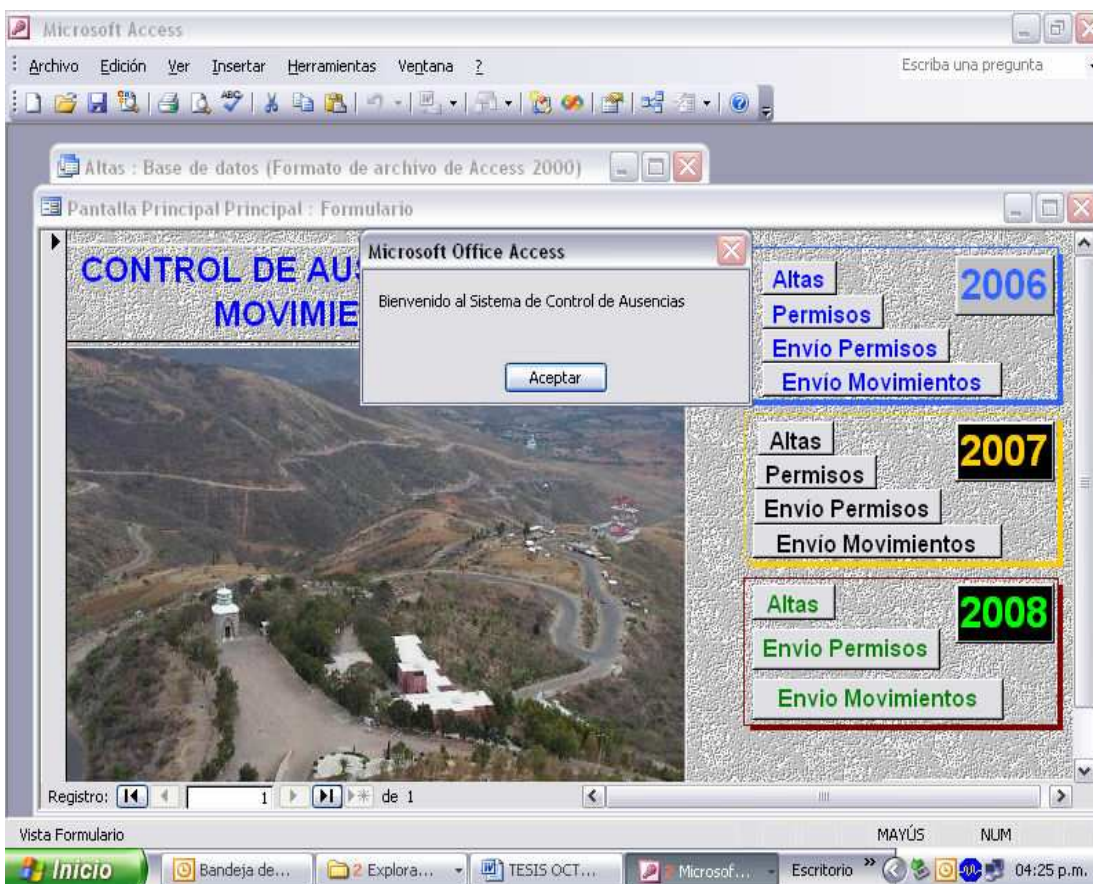 Microsoft Access
Archivo Edición Ver Insertar Herramientas Ventana ?
Escriba una pregunta
Altas : Base de datos (Formato de archivo de Access 2000)
Pantalla Principal Principal : Formulario
CONTROL DE AU
MOVIMIE
Microsoft Office Access
Bienvenido al Sistema de Control de Ausencias
Aceptar
Altas
2006
Permisos
Envío Permisos
Envío Movimientos
Altas
2007
Permisos
Envio Permisos
Envío Movimientos
Altas
2008
Envio Permisos
Envio Movimientos
Registro: 1 de 1
Vista Formulario
MAYÚS NUM
Inicio
Bandeja de...
2 Explora...
TESIS OCT...
Microsof...
Escritorio »
04:25 p.m.